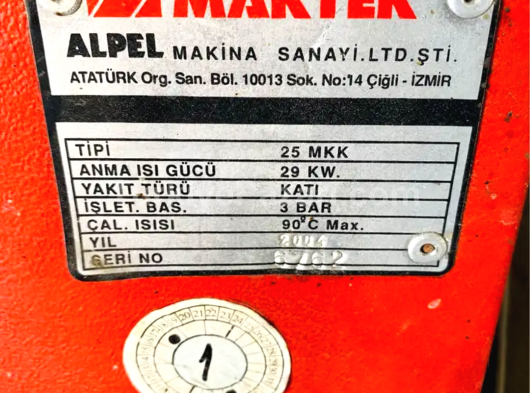 MAKTEK
ALPEL MAKİNA SANAYİ.LTD.ŞTİ.
ATATÜRK Org. San. Böl. 10013 Sok. No:14 Çiğli - İZMİR
TİPİ 25 MKK
ANMA ISI GÜCÜ 29 KW.
YAKIT TÜRÜ KATI
İŞLET. BAS. 3 BAR
ÇAL. ISISI 90°C Max.
YIL 2004
SERİ NO 6762
1